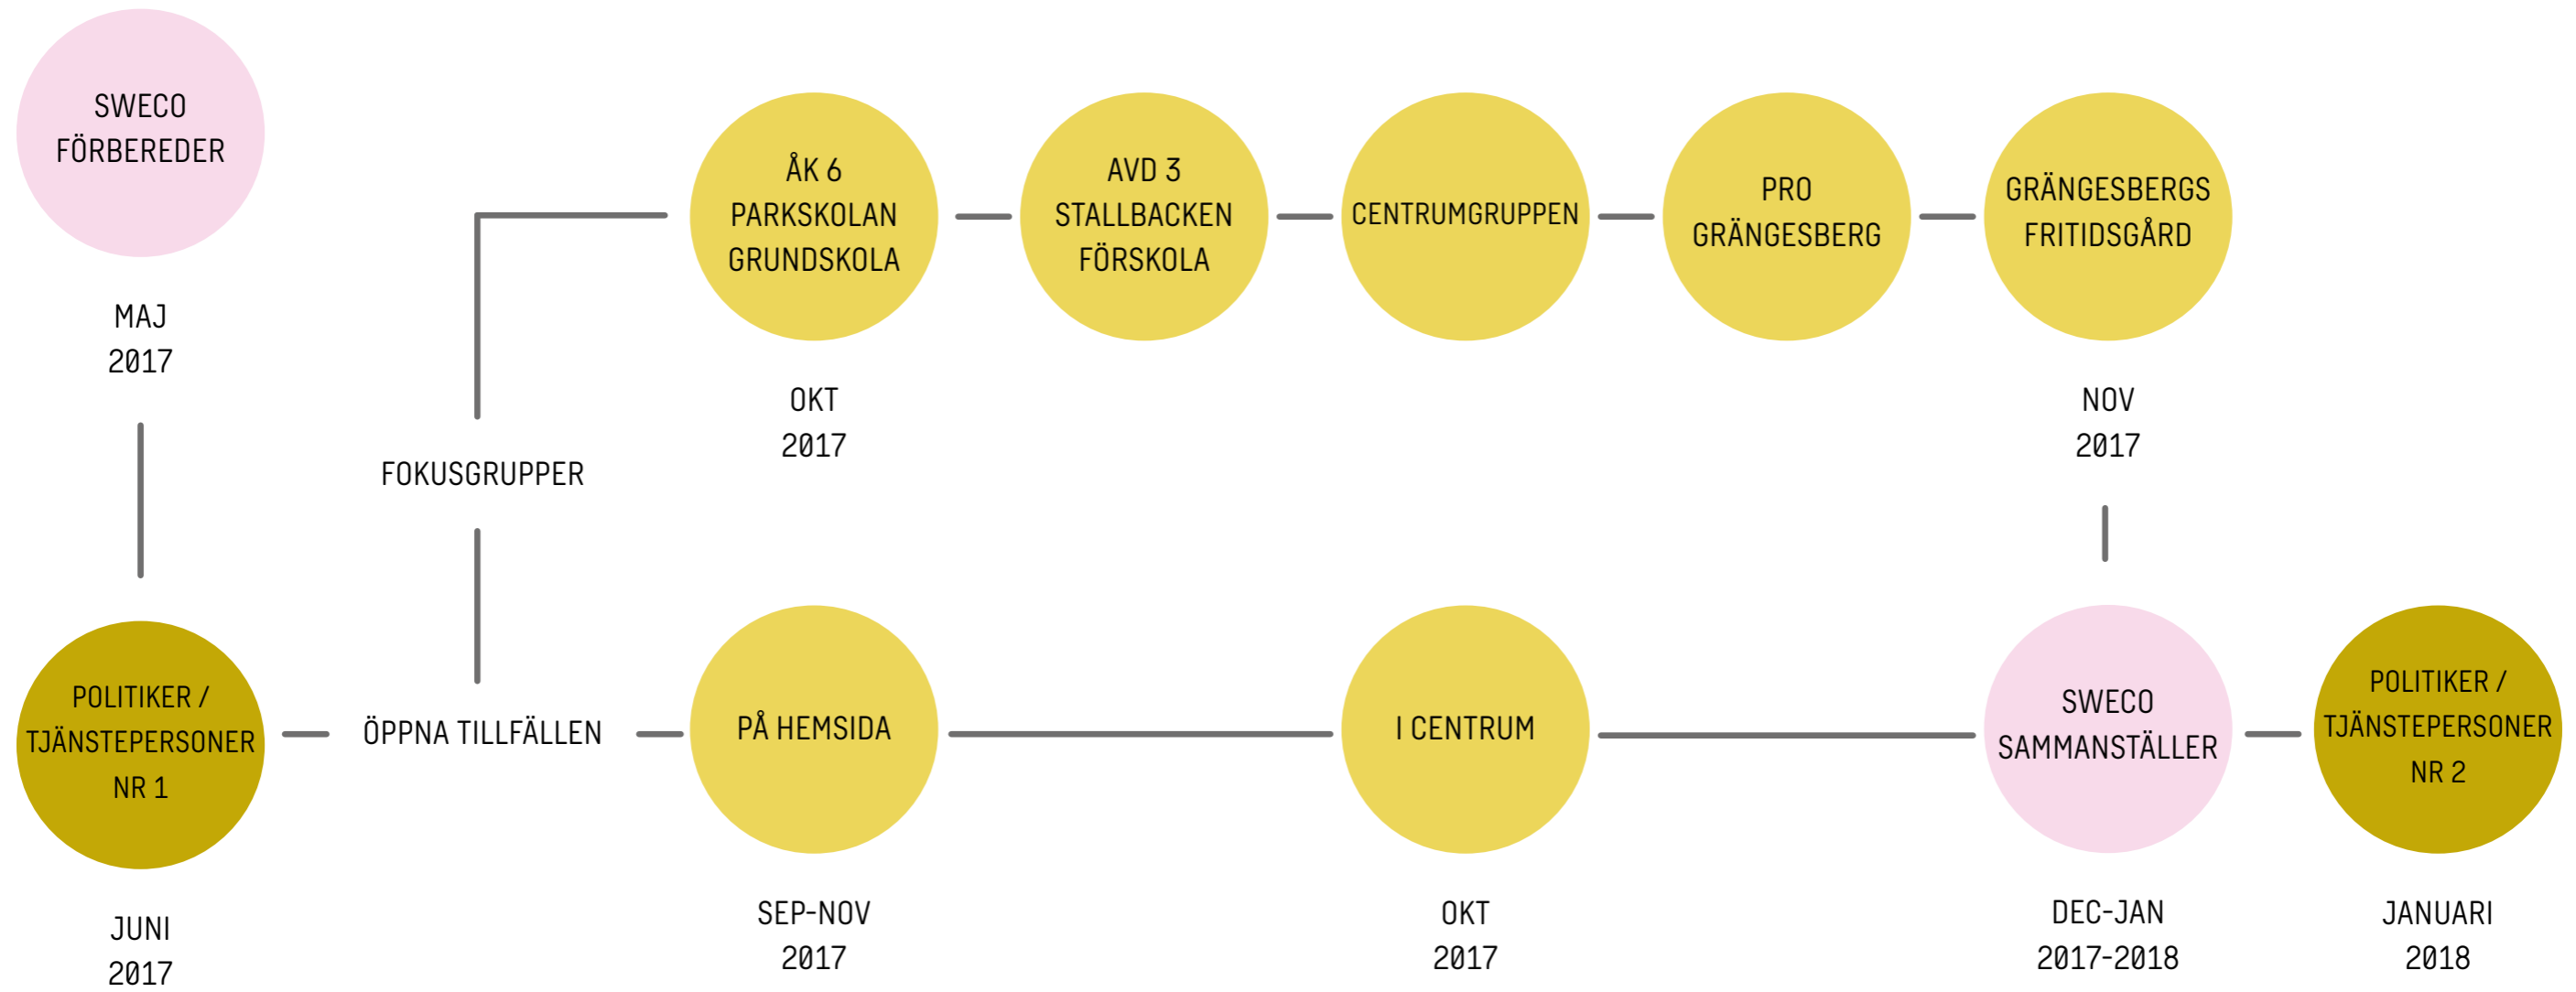 SWECO
FÖRBEREDER
MAJ
2017
POLITIKER /
TJÄNSTEPERSONER
NR 1
JUNI
2017
FOKUSGRUPPER
ÅK 6
PARKSKOLAN
GRUNDSKOLA
OKT
2017
AVD 3
STALLBACKEN
FÖRSKOLA
CENTRUMGRUPPEN
PRO
GRÄNGESBERG
GRÄNGESBERGS
FRITIDSGÅRD
NOV
2017
ÖPPNA TILLFÄLLEN
PÅ HEMSIDA
SEP-NOV
2017
I CENTRUM
OKT
2017
SWECO
SAMMANSTÄLLER
DEC-JAN
2017-2018
POLITIKER /
TJÄNSTEPERSONER
NR 2
JANUARI
2018